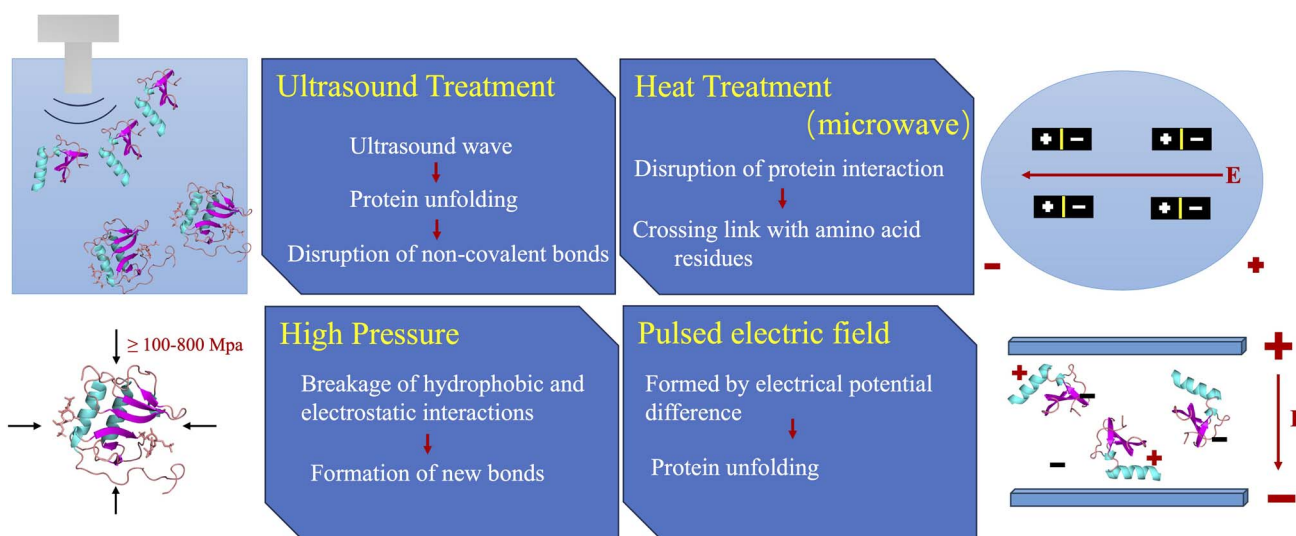 Ultrasound Treatment
Ultrasound wave
Protein unfolding
Disruption of non-covalent bonds
Heat Treatment
(microwave)
Disruption of protein interaction
Crossing link with amino acid
residues
+ − + −
E
+ − + −
− +
≥ 100-800 Mpa
High Pressure
Breakage of hydrophobic and
electrostatic interactions
Formation of new bonds
Pulsed electric field
Formed by electrical potential
difference
Protein unfolding
+
+ −
−
− +
−